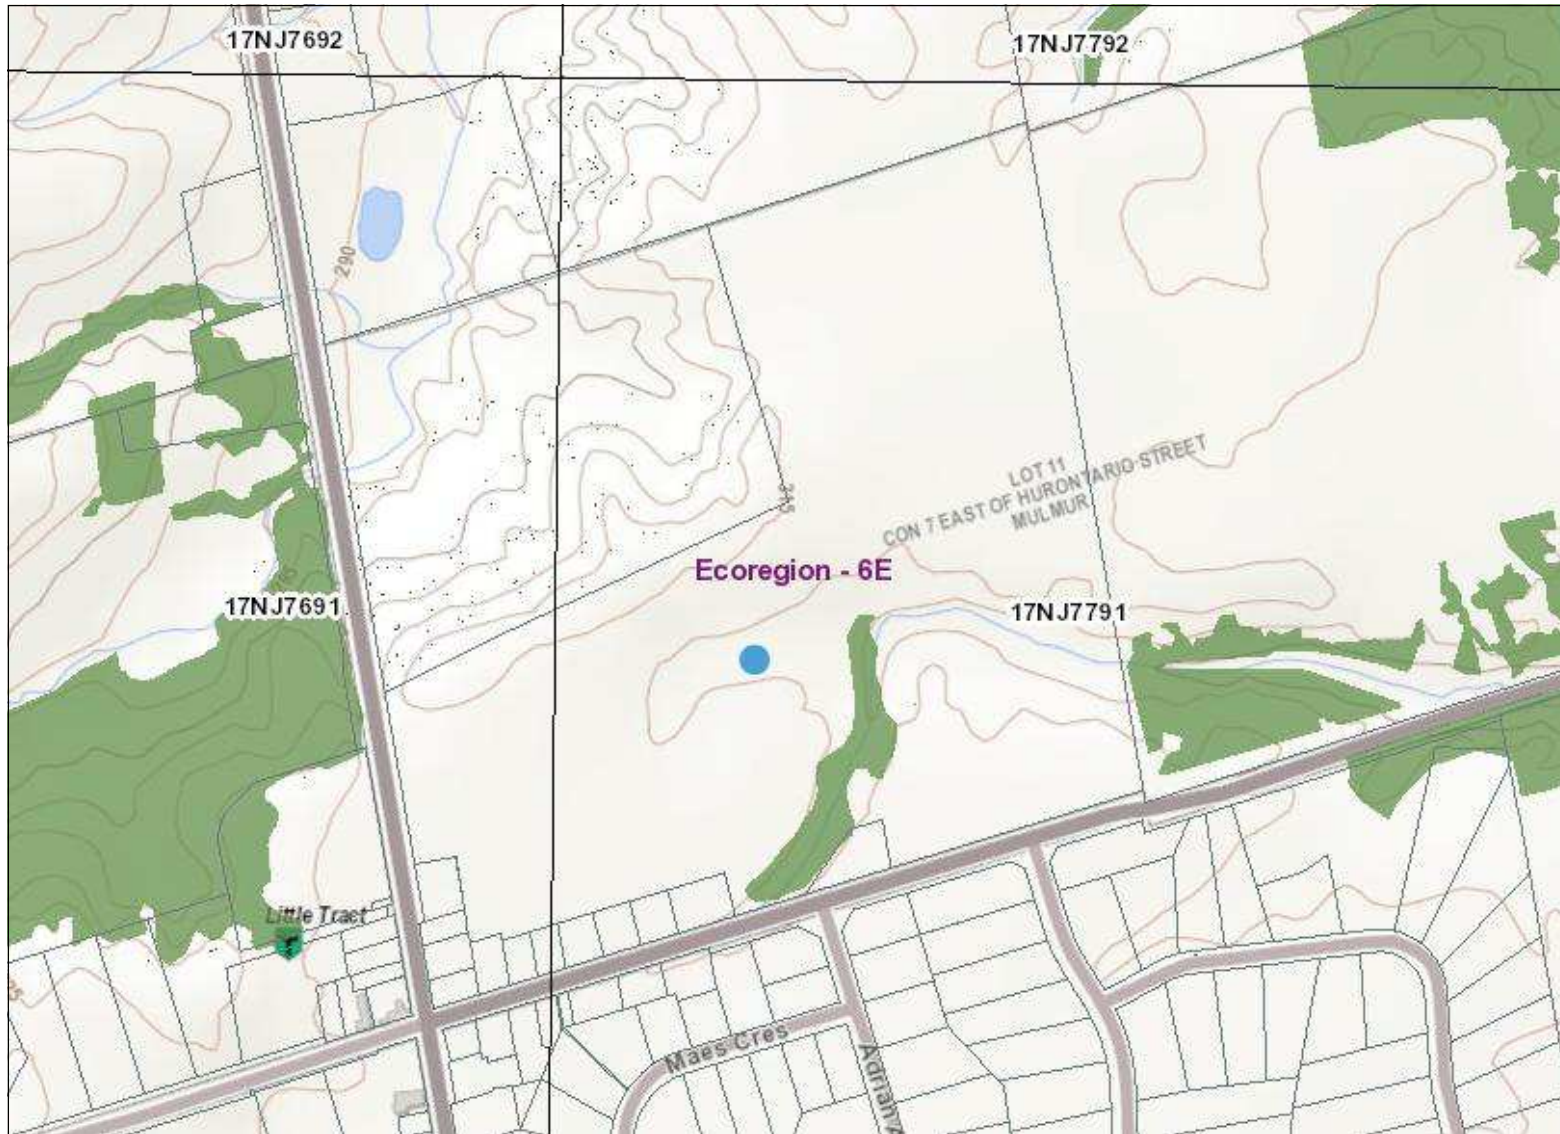 17NJ7692
17NJ7792
290
LOT 11
CON 7 EAST OF HURONTARIO STREET
MULMUR
Ecoregion - 6E
17NJ7691
17NJ7791
Little Tract
Maes Cres